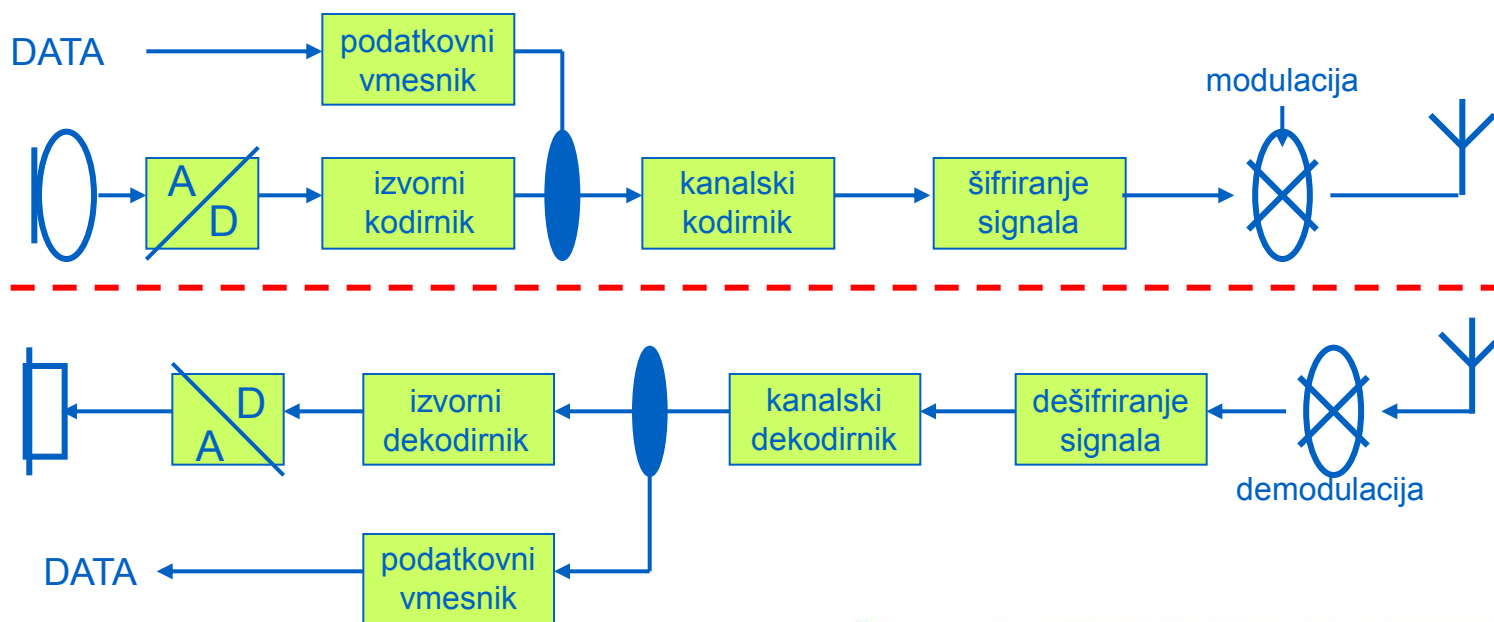 DATA
podatkovni
vmesnik
modulacija
A
D
izvorni
kodirnik
kanalski
kodirnik
šifriranje
signala
D
A
izvorni
dekodirnik
kanalski
dekodirnik
dešifriranje
signala
demodulacija
DATA
podatkovni
vmesnik